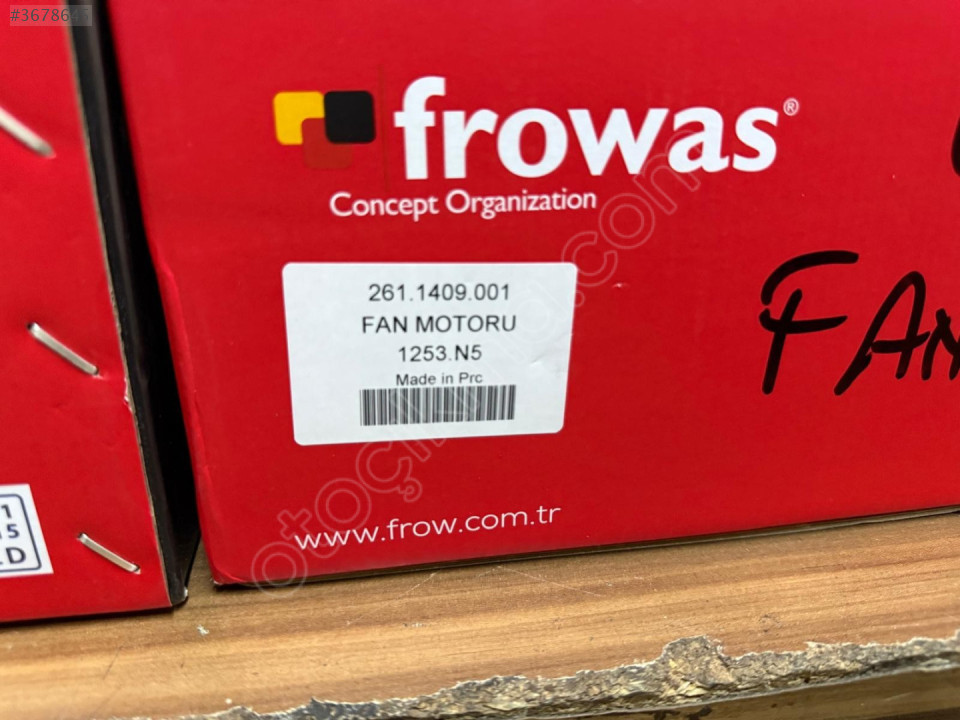 frowas®
Concept Organization
261.1409.001
FAN MOTORU
1253.N5
Made in Prc
FAN
www.frow.com.tr